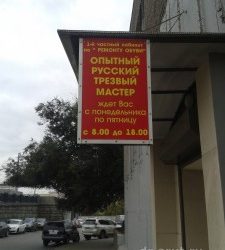 1-й частный кабинет
по "РЕМОНТУ ОБУВИ"
ОПЫТНЫЙ
РУССКИЙ
ТРЕЗВЫЙ
МАСТЕР
ждет Вас
с понедельника
по пятницу
с 8.00 до 18.00